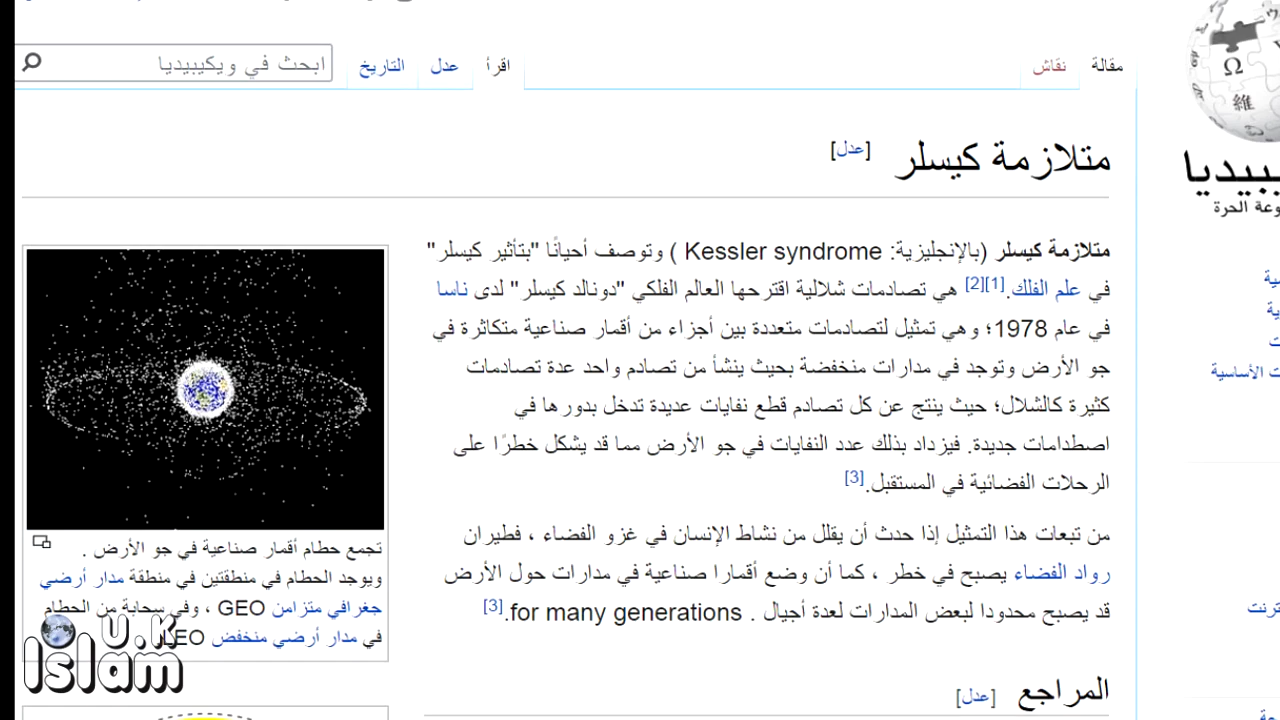 مقالة
نقاش
اقرأ
عدل
التاريخ
ابحث في ويكيبيديا
متلازمة كيسلر [عدل]
متلازمة كيسلر (بالإنجليزية: Kessler syndrome ) وتوصف أحيانًا "بتأثير كيسلر"
في علم الفلك.[1][2] هي تصادمات شلالية اقترحها العالم الفلكي "دونالد كيسلر" لدى ناسا
في عام 1978؛ وهي تمثيل لتصادمات متعددة بين أجزاء من أقمار صناعية متكاثرة في
جو الأرض وتوجد في مدارات منخفضة بحيث ينشأ من تصادم واحد عدة تصادمات
كثيرة كالشلال؛ حيث ينتج عن كل تصادم قطع نفايات عديدة تدخل بدورها في
اصطدامات جديدة. فيزداد بذلك عدد النفايات في جو الأرض مما قد يشكل خطرًا على
الرحلات الفضائية في المستقبل.[3]
من تبعات هذا التمثيل إذا حدث أن يقلل من نشاط الإنسان في غزو الفضاء ، فطيران
رواد الفضاء يصبح في خطر ، كما أن وضع أقمارا صناعية في مدارات حول الأرض
قد يصبح محدودا لبعض المدارات لعدة أجيال . for many generations.[3]
المراجع [عدل]
تجمع حطام أقمار صناعية في جو الأرض .
ويوجد الحطام في منطقتين في منطقة مدار أرضي
جغرافي متزامن GEO ، وفي سحابة من الحطام
في مدار أرضي منخفض LEO
U.K
Islam
Ω
維
وعة الحرة
ت الأساسية